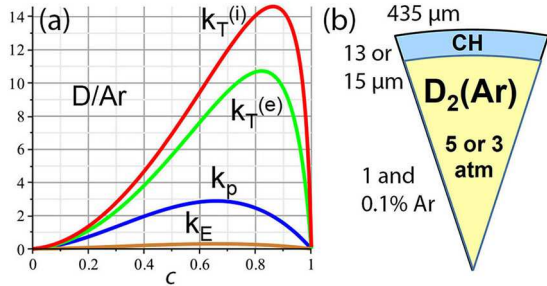 (a)
14
12
10
8
6
4
2
0
D/Ar
k_T^(i)
k_T^(e)
k_p
k_E
0
0.2
0.4
0.6
0.8
1
c
(b)
435 μm
13 or
15 μm
CH
D₂(Ar)
5 or 3
atm
1 and
0.1% Ar